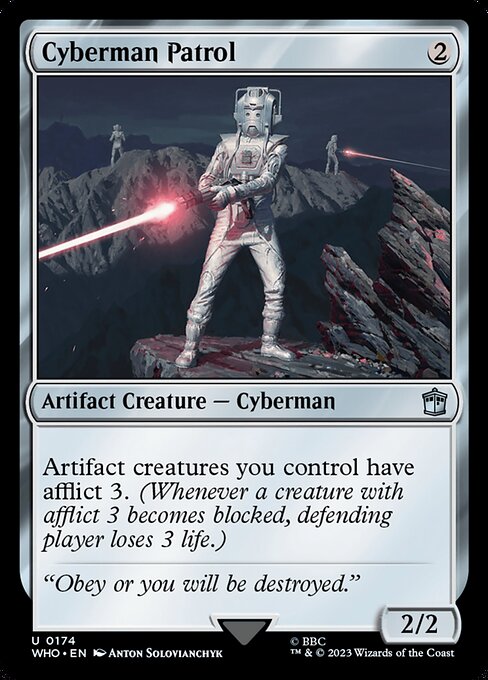 Cyberman Patrol
2
Artifact Creature — Cyberman
Artifact creatures you control have
afflict 3. (Whenever a creature with
afflict 3 becomes blocked, defending
player loses 3 life.)
“Obey or you will be destroyed.”
2/2
U 0174
WHO • EN Anton Solovianchyk
© BBC
™ & © 2023 Wizards of the Coast